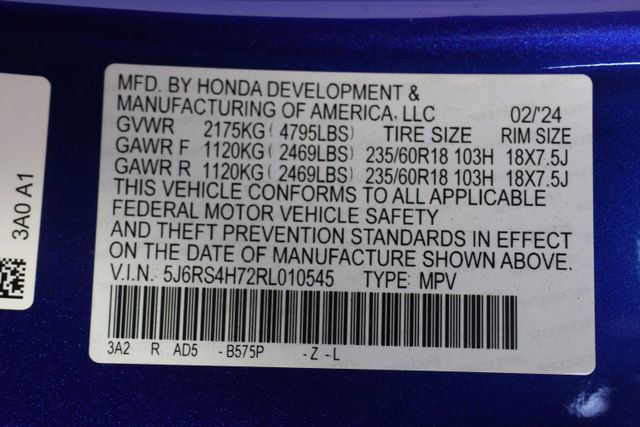 MFD. BY HONDA DEVELOPMENT &
MANUFACTURING OF AMERICA, LLC 02/'24
GVWR 2175KG( 4795LBS) TIRE SIZE RIM SIZE
GAWR F 1120KG( 2469LBS) 235/60R18 103H 18X7.5J
GAWR R 1120KG( 2469LBS) 235/60R18 103H 18X7.5J
THIS VEHICLE CONFORMS TO ALL APPLICABLE
FEDERAL MOTOR VEHICLE SAFETY
AND THEFT PREVENTION STANDARDS IN EFFECT
ON THE DATE OF MANUFACTURE SHOWN ABOVE.
V.I.N. 5J6RS4H72RL010545 TYPE: MPV
3A2 R AD5 -B575P -Z -L
3A0 A1